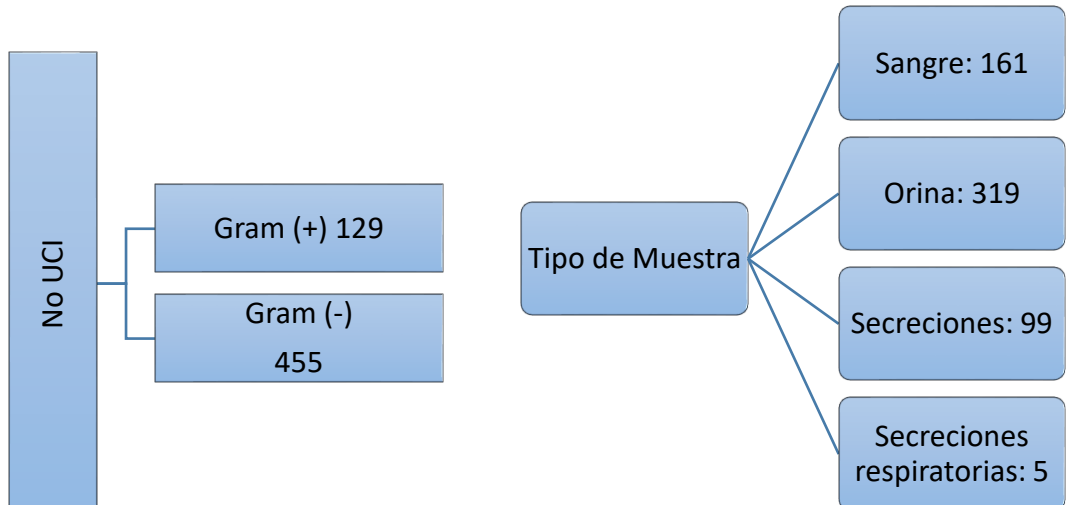 No UCI
Gram (+) 129
Gram (-)
455
Tipo de Muestra
Sangre: 161
Orina: 319
Secreciones: 99
Secreciones
respiratorias: 5